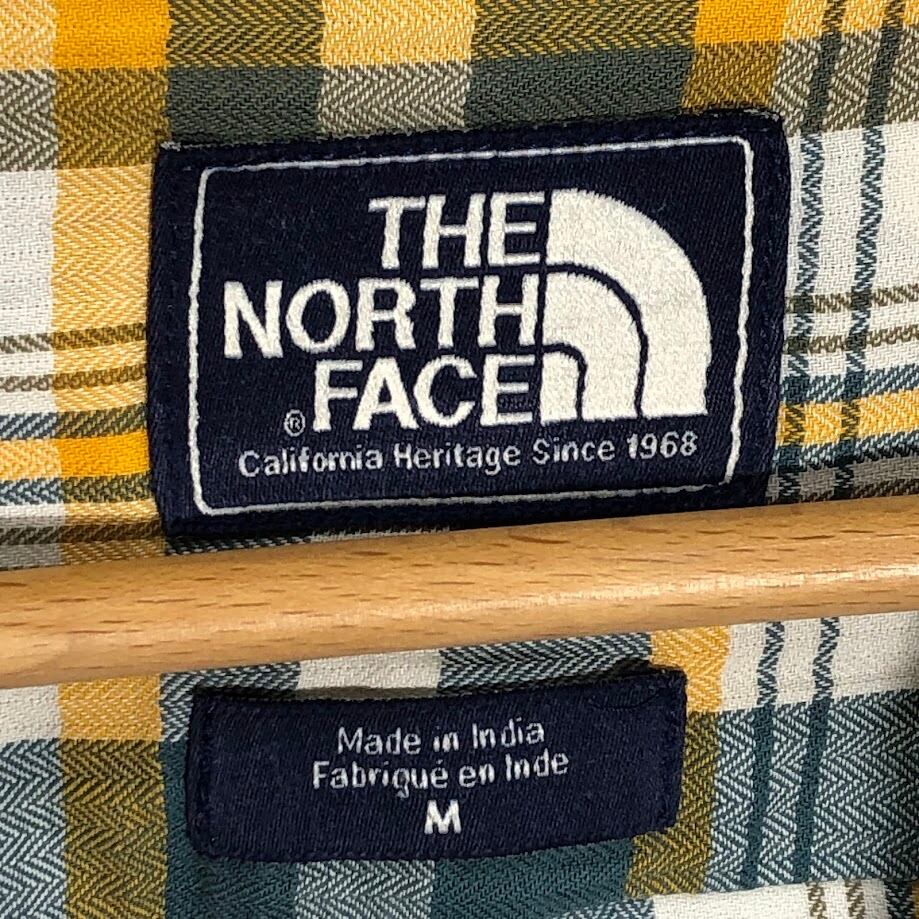 THE
NORTH
FACE
®
California Heritage Since 1968
Made in India
Fabriqué en Inde
M